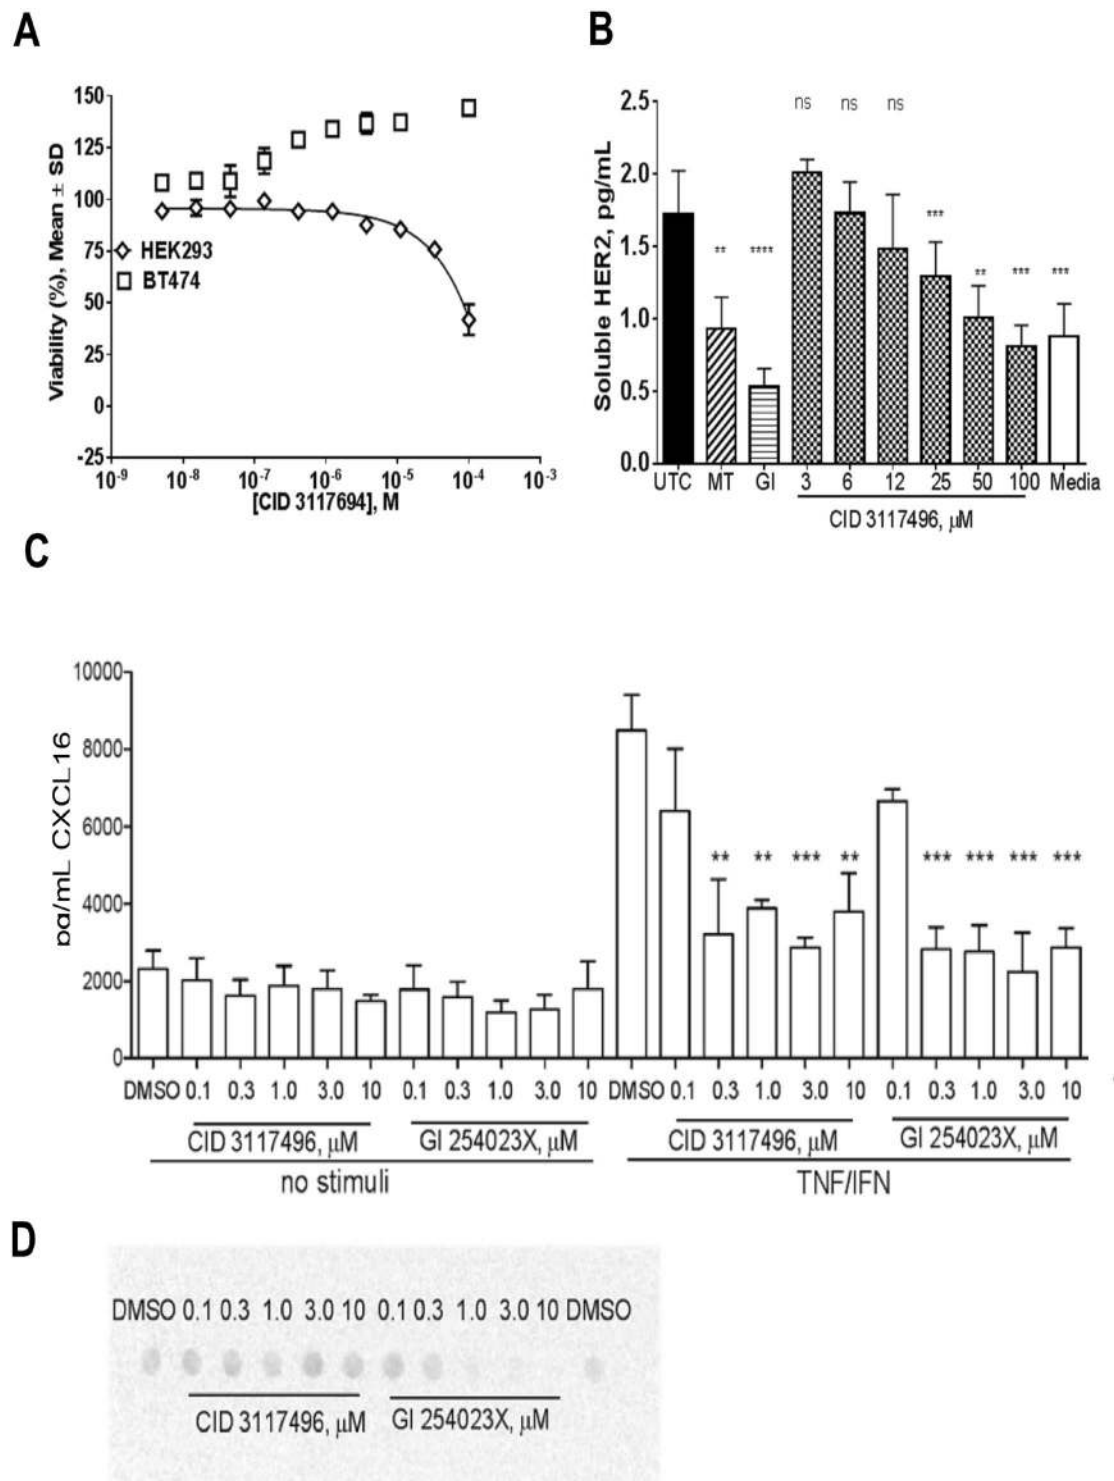 A
150
125
100
75
50
25
0
-25
Viability (%), Mean ± SD
HEK293
BT474
10-9 10-8 10-7 10-6 10-5 10-4 10-3
[CID 3117694], M
B
ns ns ns
2.5
2.0
1.5
1.0
0.5
0.0
Soluble HER2, pg/mL
** **** *** ** *** ***
UTC MT GI 3 6 12 25 50 100 Media
CID 3117496, μM
C
10000
8000
6000
4000
2000
0
pg/mL CXCL16
** ** *** ** *** *** *** ***
DMSO 0.1 0.3 1.0 3.0 10 0.1 0.3 1.0 3.0 10 DMSO 0.1 0.3 1.0 3.0 10 0.1 0.3 1.0 3.0 10
CID 3117496, μM GI 254023X, μM CID 3117496, μM GI 254023X, μM
no stimuli TNF/IFN
D
DMSO 0.1 0.3 1.0 3.0 10 0.1 0.3 1.0 3.0 10 DMSO
CID 3117496, μM GI 254023X, μM